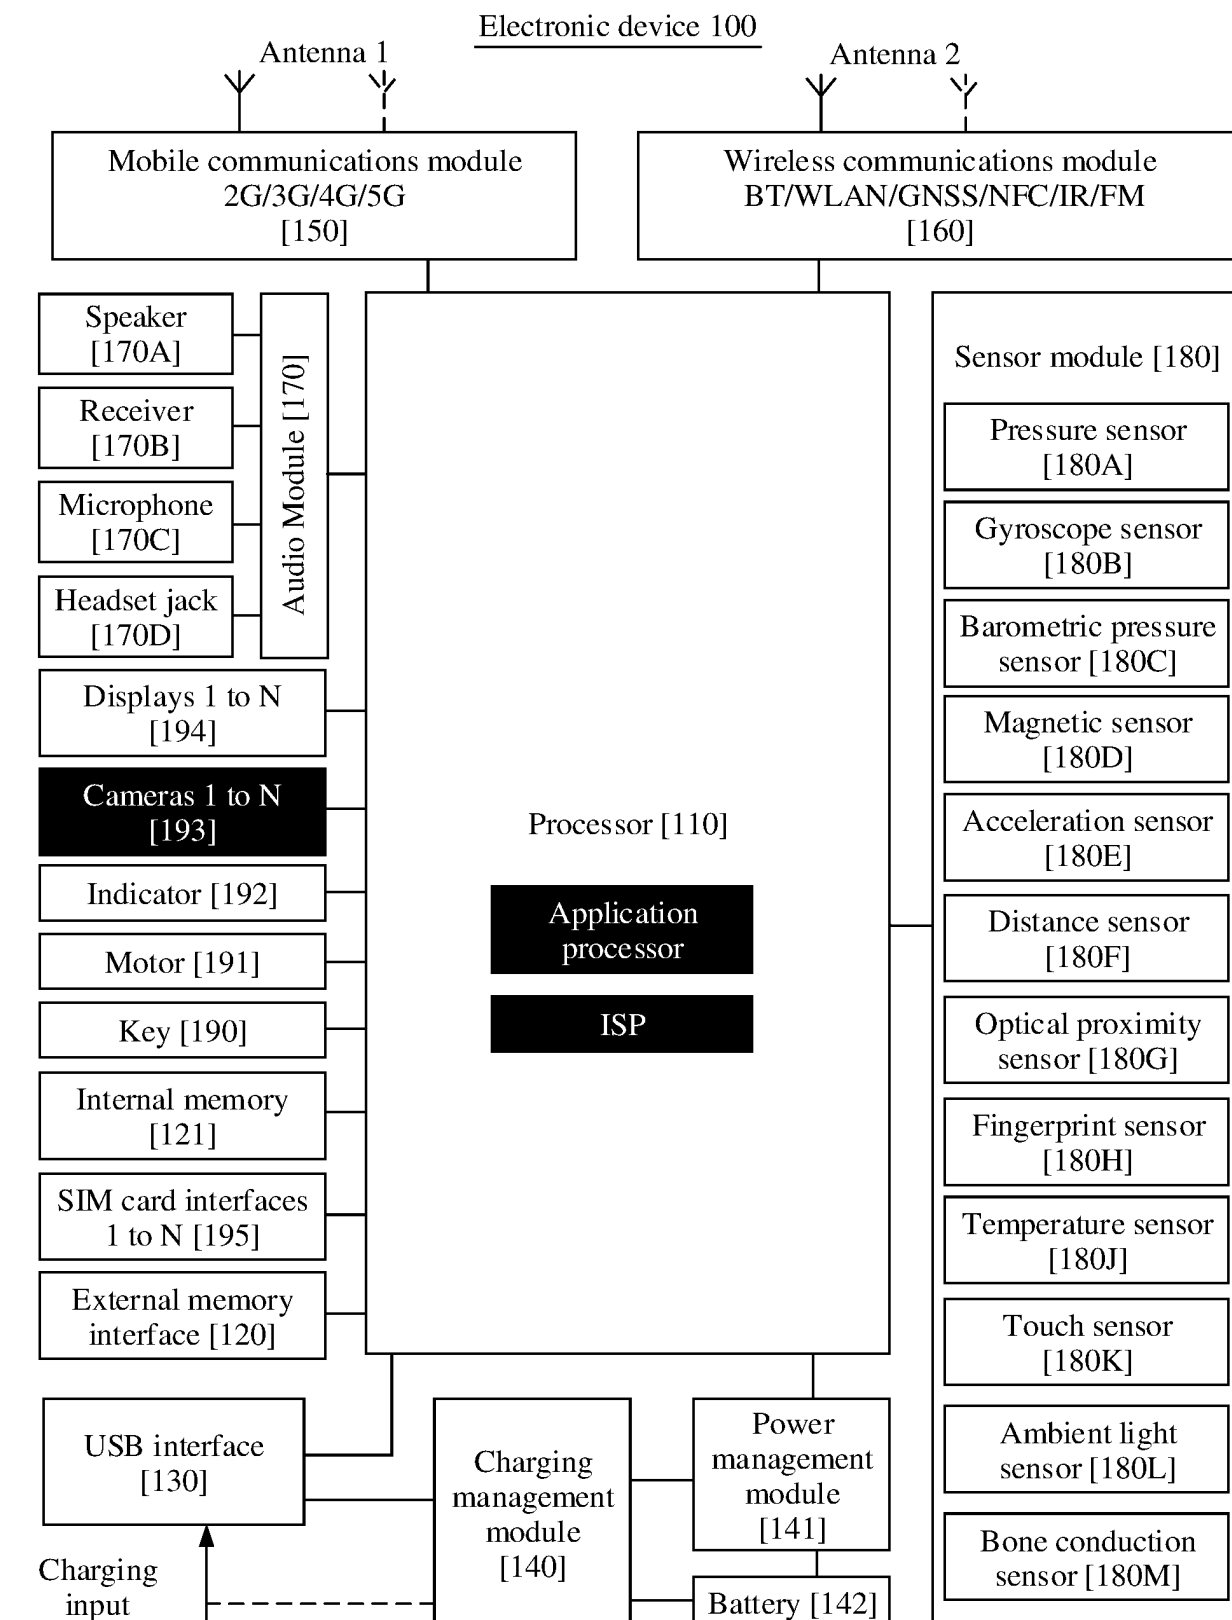 Electronic device 100
Antenna 1
Antenna 2
Mobile communications module
2G/3G/4G/5G
[150]
Wireless communications module
BT/WLAN/GNSS/NFC/IR/FM
[160]
Speaker
[170A]
Receiver
[170B]
Microphone
[170C]
Headset jack
[170D]
Audio Module [170]
Displays 1 to N
[194]
Cameras 1 to N
[193]
Indicator [192]
Motor [191]
Key [190]
Internal memory
[121]
SIM card interfaces
1 to N [195]
External memory
interface [120]
Processor [110]
Application
processor
ISP
Sensor module [180]
Pressure sensor
[180A]
Gyroscope sensor
[180B]
Barometric pressure
sensor [180C]
Magnetic sensor
[180D]
Acceleration sensor
[180E]
Distance sensor
[180F]
Optical proximity
sensor [180G]
Fingerprint sensor
[180H]
Temperature sensor
[180J]
Touch sensor
[180K]
Ambient light
sensor [180L]
Bone conduction
sensor [180M]
USB interface
[130]
Charging
input
Charging
management
module
[140]
Power
management
module
[141]
Battery [142]